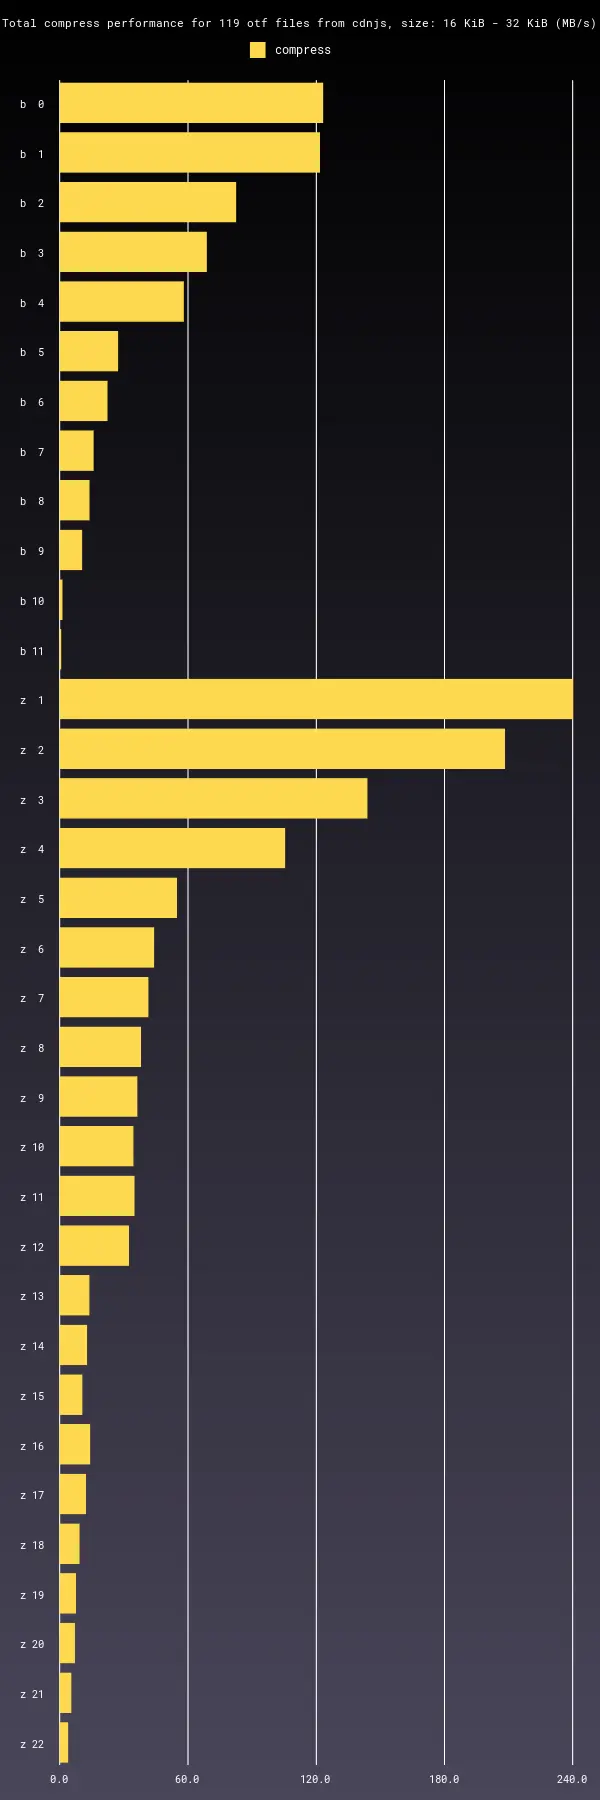 Total compress performance for 119 otf files from cdnjs, size: 16 KiB - 32 KiB (MB/s)
compress
b 0
b 1
b 2
b 3
b 4
b 5
b 6
b 7
b 8
b 9
b 10
b 11
z 1
z 2
z 3
z 4
z 5
z 6
z 7
z 8
z 9
z 10
z 11
z 12
z 13
z 14
z 15
z 16
z 17
z 18
z 19
z 20
z 21
z 22
0.0 60.0 120.0 180.0 240.0